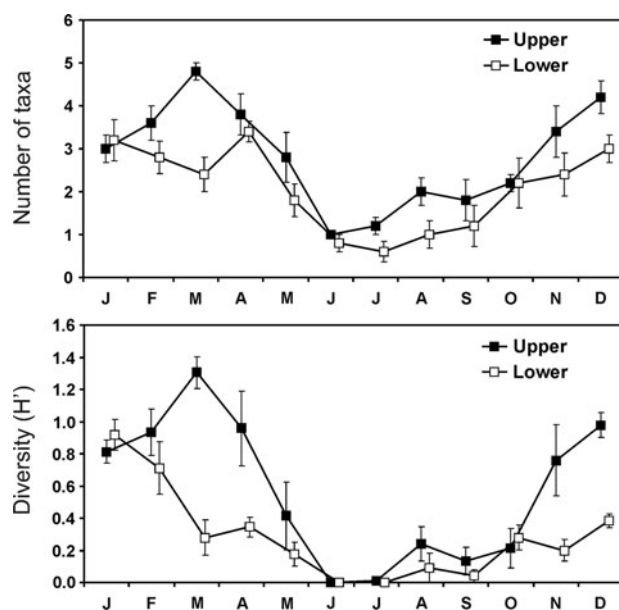 6
5
4
3
2
1
0
Number of taxa
Upper
Lower
J F M A M J J A S O N D
1.6
1.4
1.2
1.0
0.8
0.6
0.4
0.2
0.0
Diversity (H')
Upper
Lower
J F M A M J J A S O N D